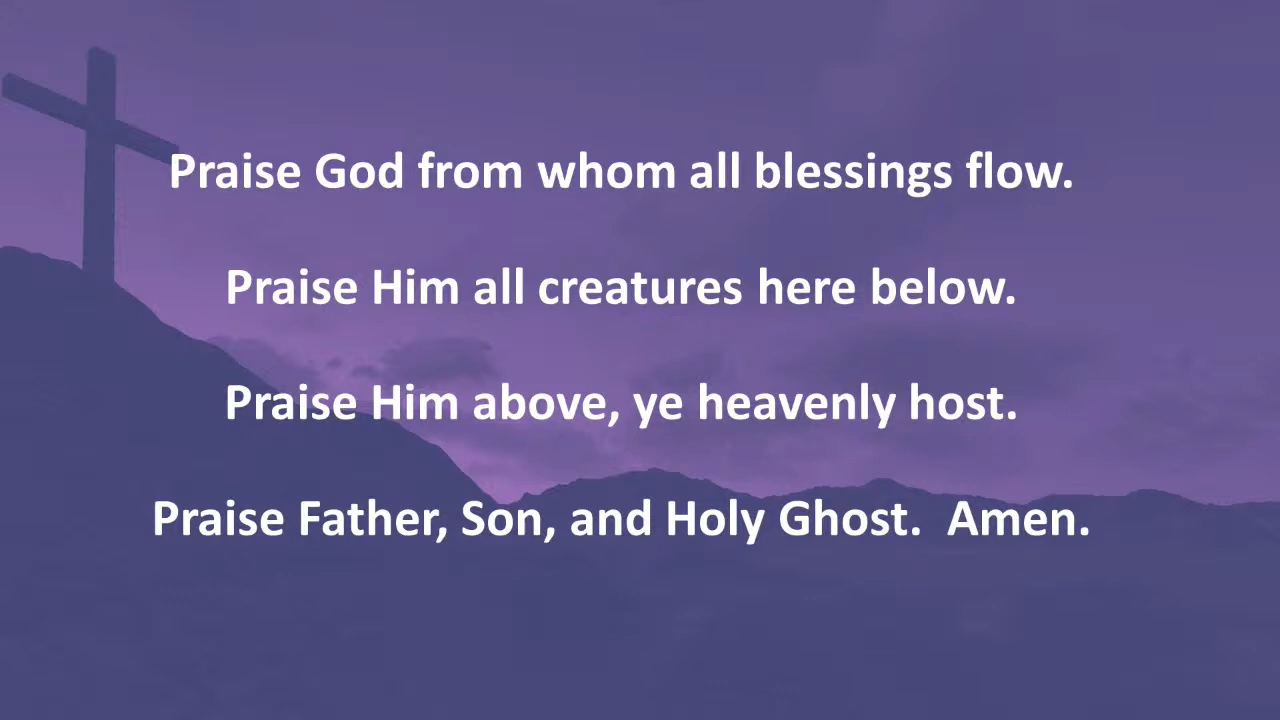 Praise God from whom all blessings flow.
Praise Him all creatures here below.
Praise Him above, ye heavenly host.
Praise Father, Son, and Holy Ghost.  Amen.